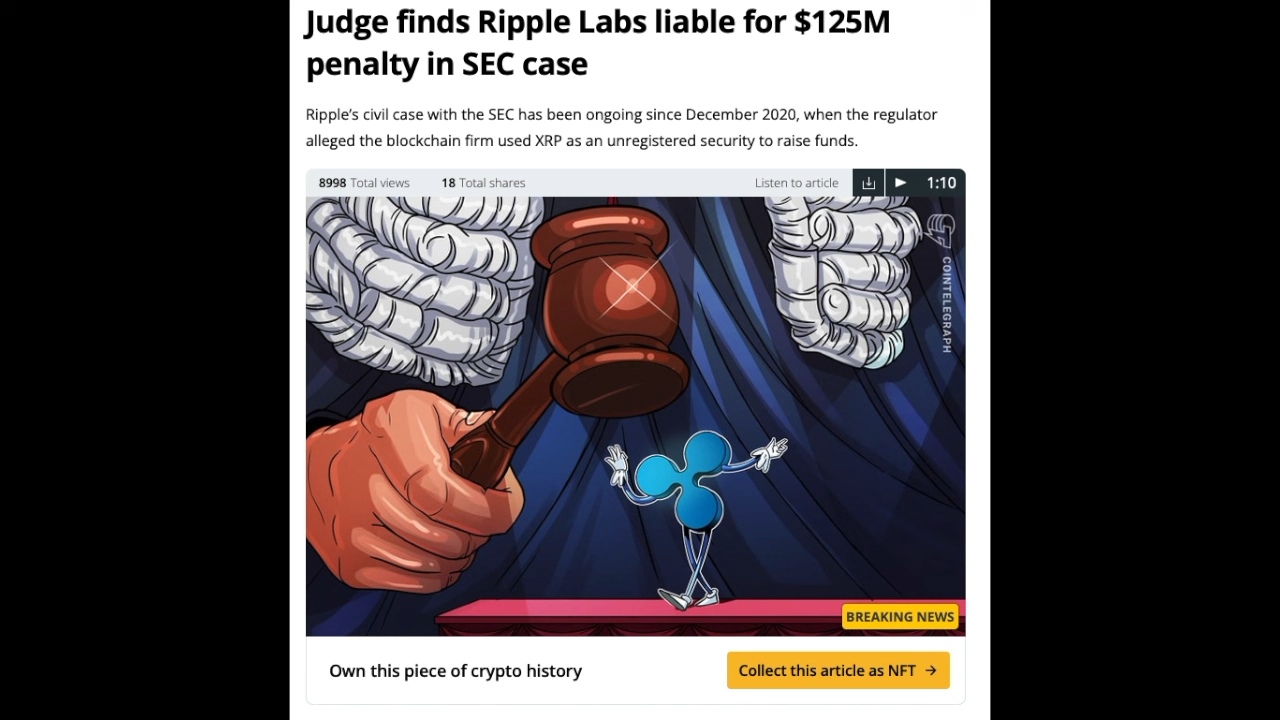 Judge finds Ripple Labs liable for $125M
penalty in SEC case
Ripple’s civil case with the SEC has been ongoing since December 2020, when the regulator
alleged the blockchain firm used XRP as an unregistered security to raise funds.
8998 Total views 18 Total shares Listen to article 1:10
COINTELEGRAPH
BREAKING NEWS
Own this piece of crypto history Collect this article as NFT →